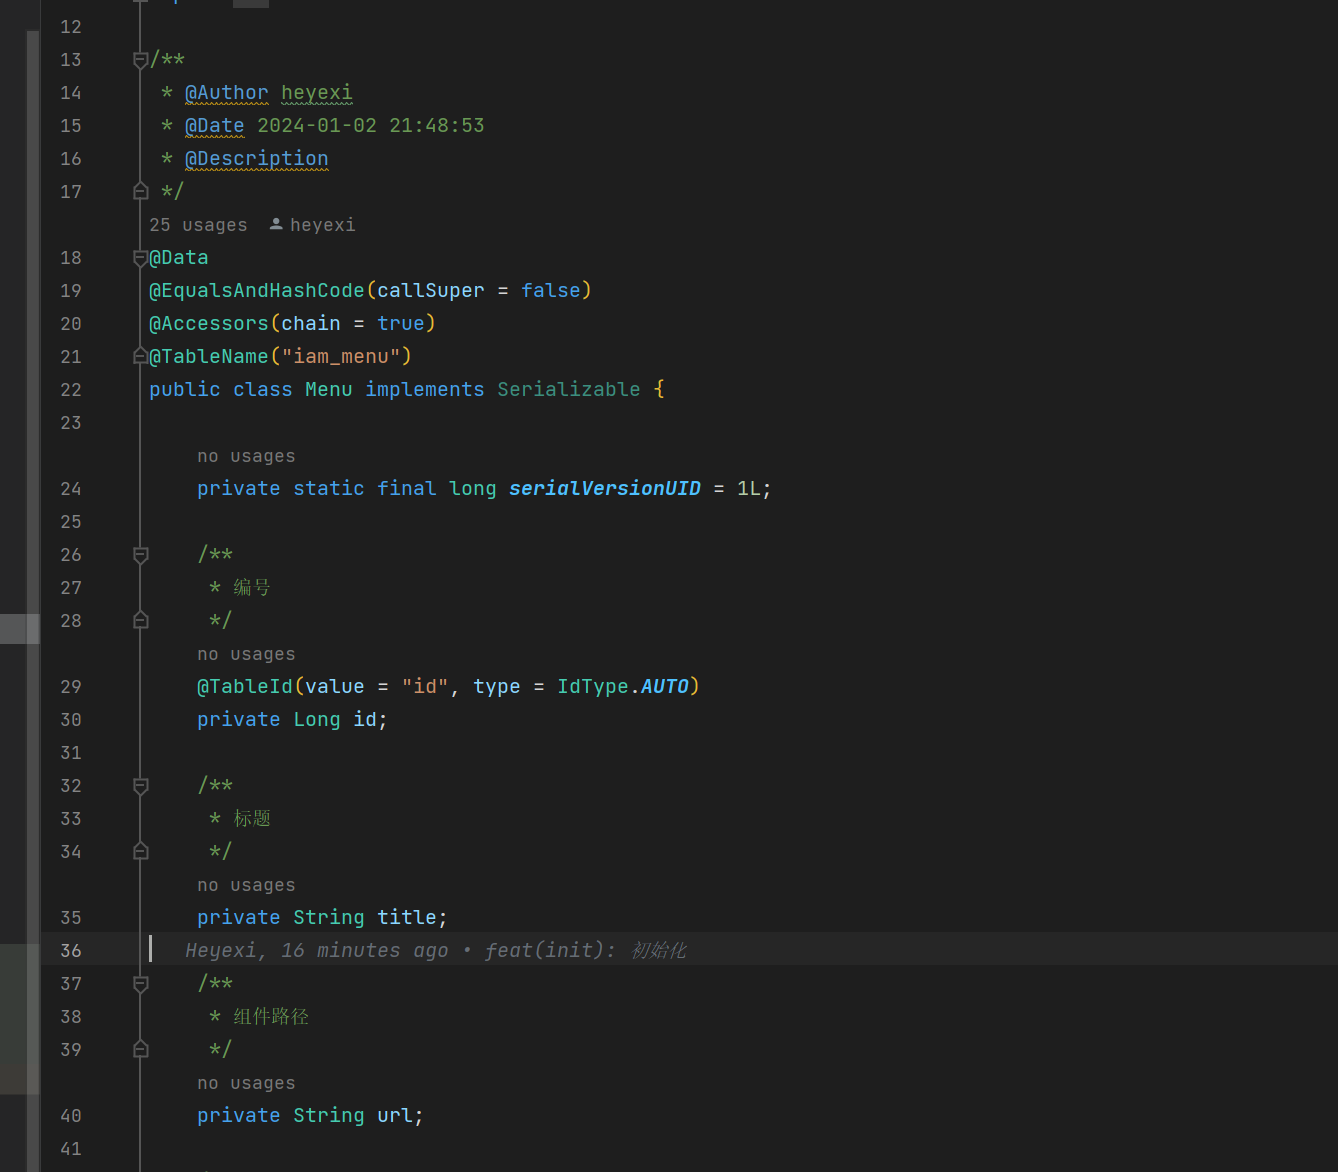 12
13 /**
14  * @Author heyexi
15  * @Date 2024-01-02 21:48:53
16  * @Description
17  */
25 usages heyexi
18 @Data
19 @EqualsAndHashCode(callSuper = false)
20 @Accessors(chain = true)
21 @TableName("iam_menu")
22 public class Menu implements Serializable {
23
no usages
24     private static final long serialVersionUID = 1L;
25
26     /**
27      * 编号
28      */
no usages
29     @TableId(value = "id", type = IdType.AUTO)
30     private Long id;
31
32     /**
33      * 标题
34      */
no usages
35     private String title;
36    Heyexi, 16 minutes ago • feat(init): 初始化
37     /**
38      * 组件路径
39      */
no usages
40     private String url;
41